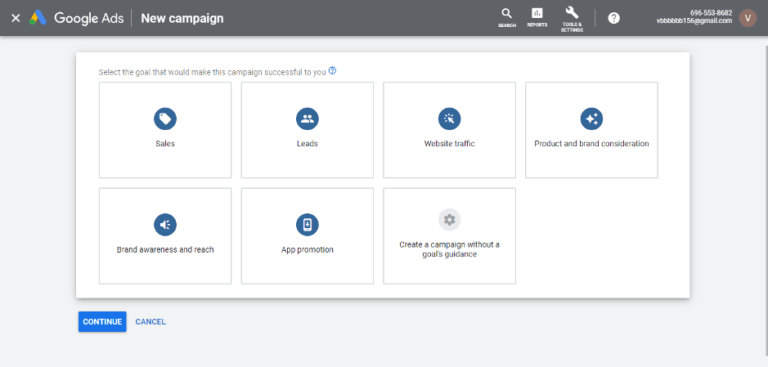 Google Ads
New campaign
SEARCH
REPORTS
TOOLS &
SETTINGS
696-553-8682
vbbbbbb156@gmail.com
V
Select the goal that would make this campaign successful to you
Sales
Leads
Website traffic
Product and brand consideration
Brand awareness and reach
App promotion
Create a campaign without a
goal's guidance
CONTINUE
CANCEL